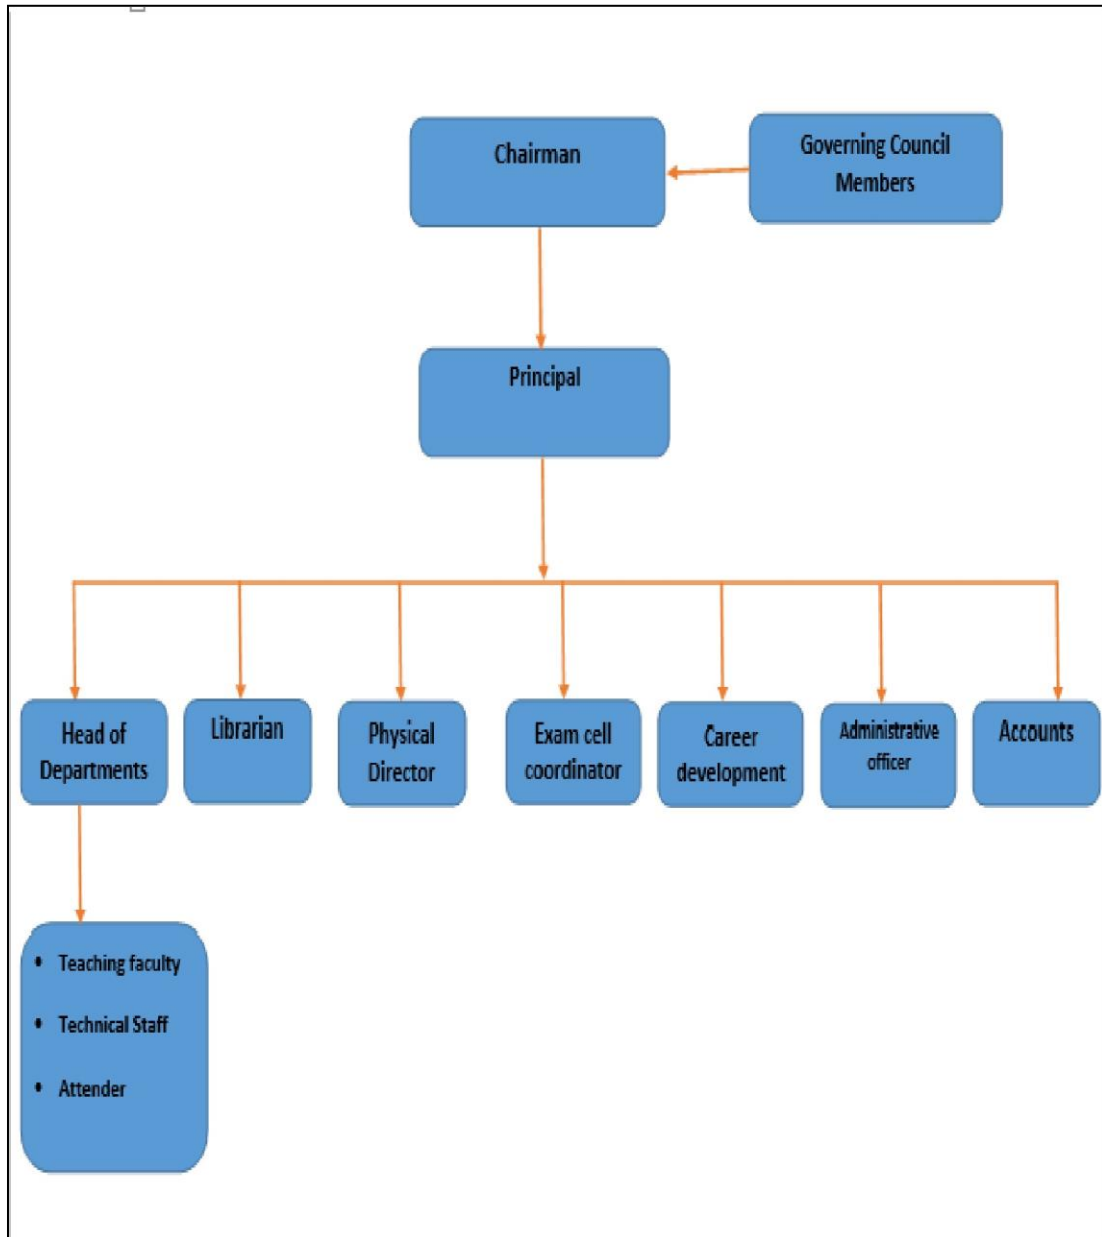 Chairman
Governing Council
Members
Principal
Head of
Departments
Librarian
Physical
Director
Exam cell
coordinator
Career
development
Administrative
officer
Accounts
• Teaching faculty
• Technical Staff
• Attender